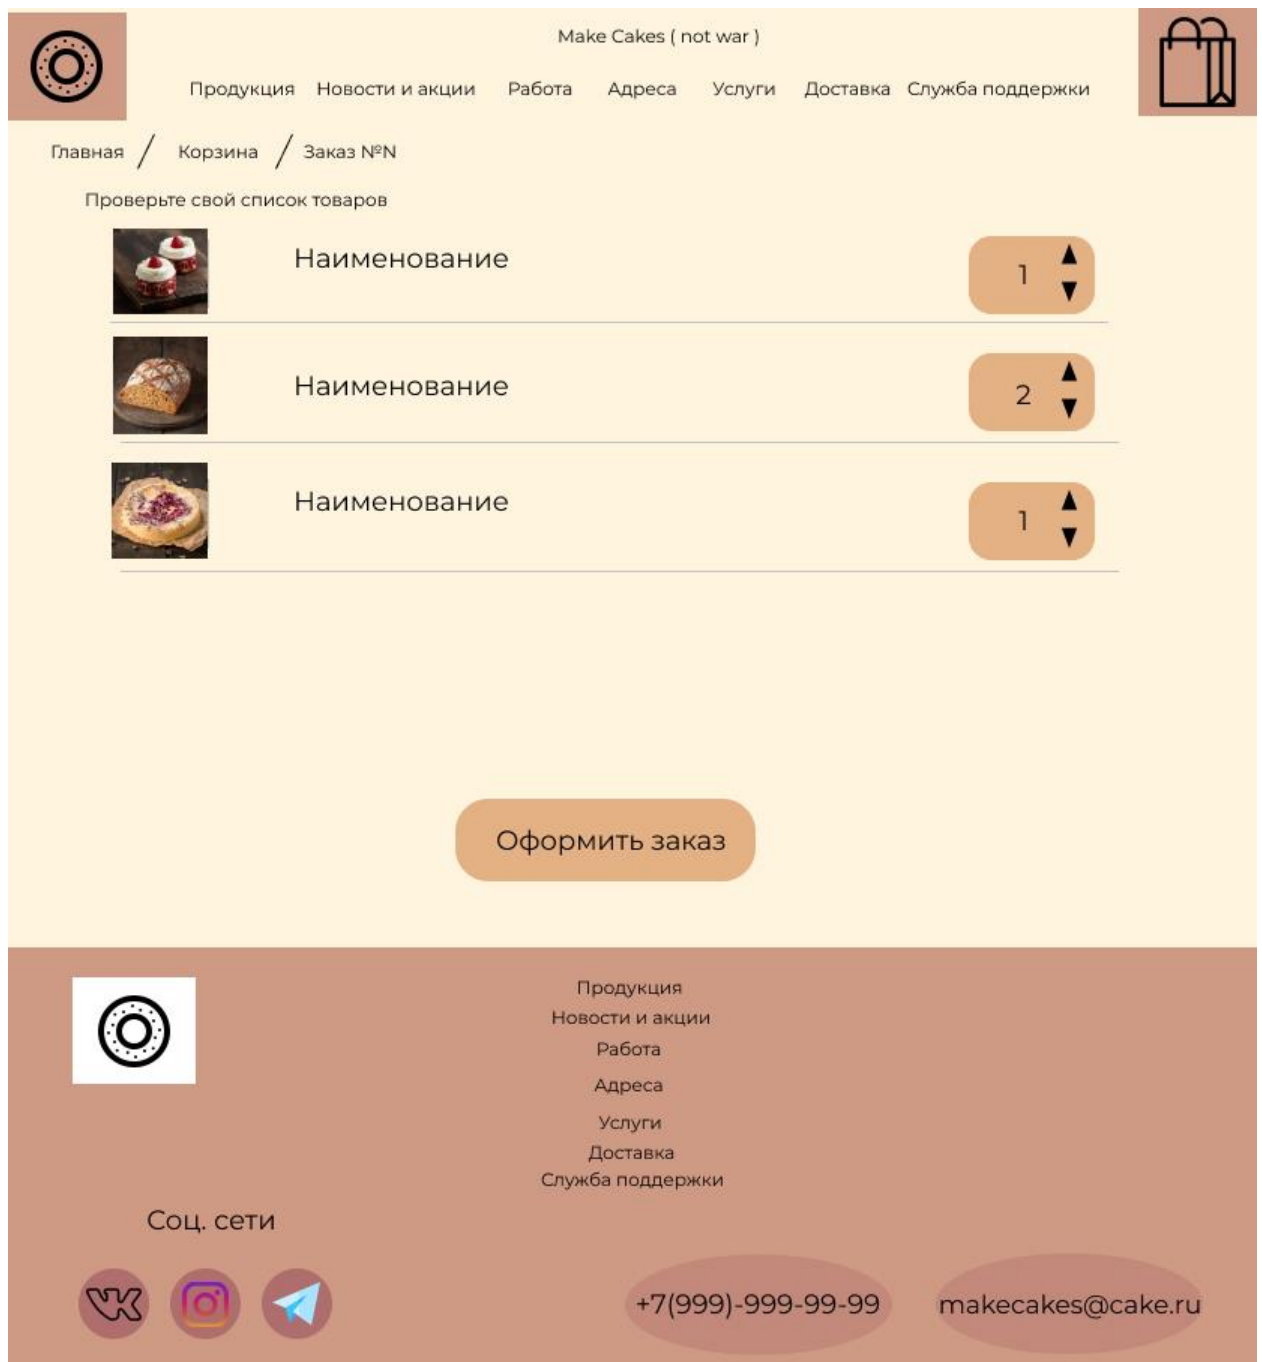 Make Cakes ( not war )
Продукция Новости и акции Работа Адреса Услуги Доставка Служба поддержки
Главная / Корзина / Заказ №N
Проверьте свой список товаров
Наименование 1
Наименование 2
Наименование 1
Оформить заказ
Продукция
Новости и акции
Работа
Адреса
Услуги
Доставка
Служба поддержки
Соц. сети
+7(999)-999-99-99 makecakes@cake.ru